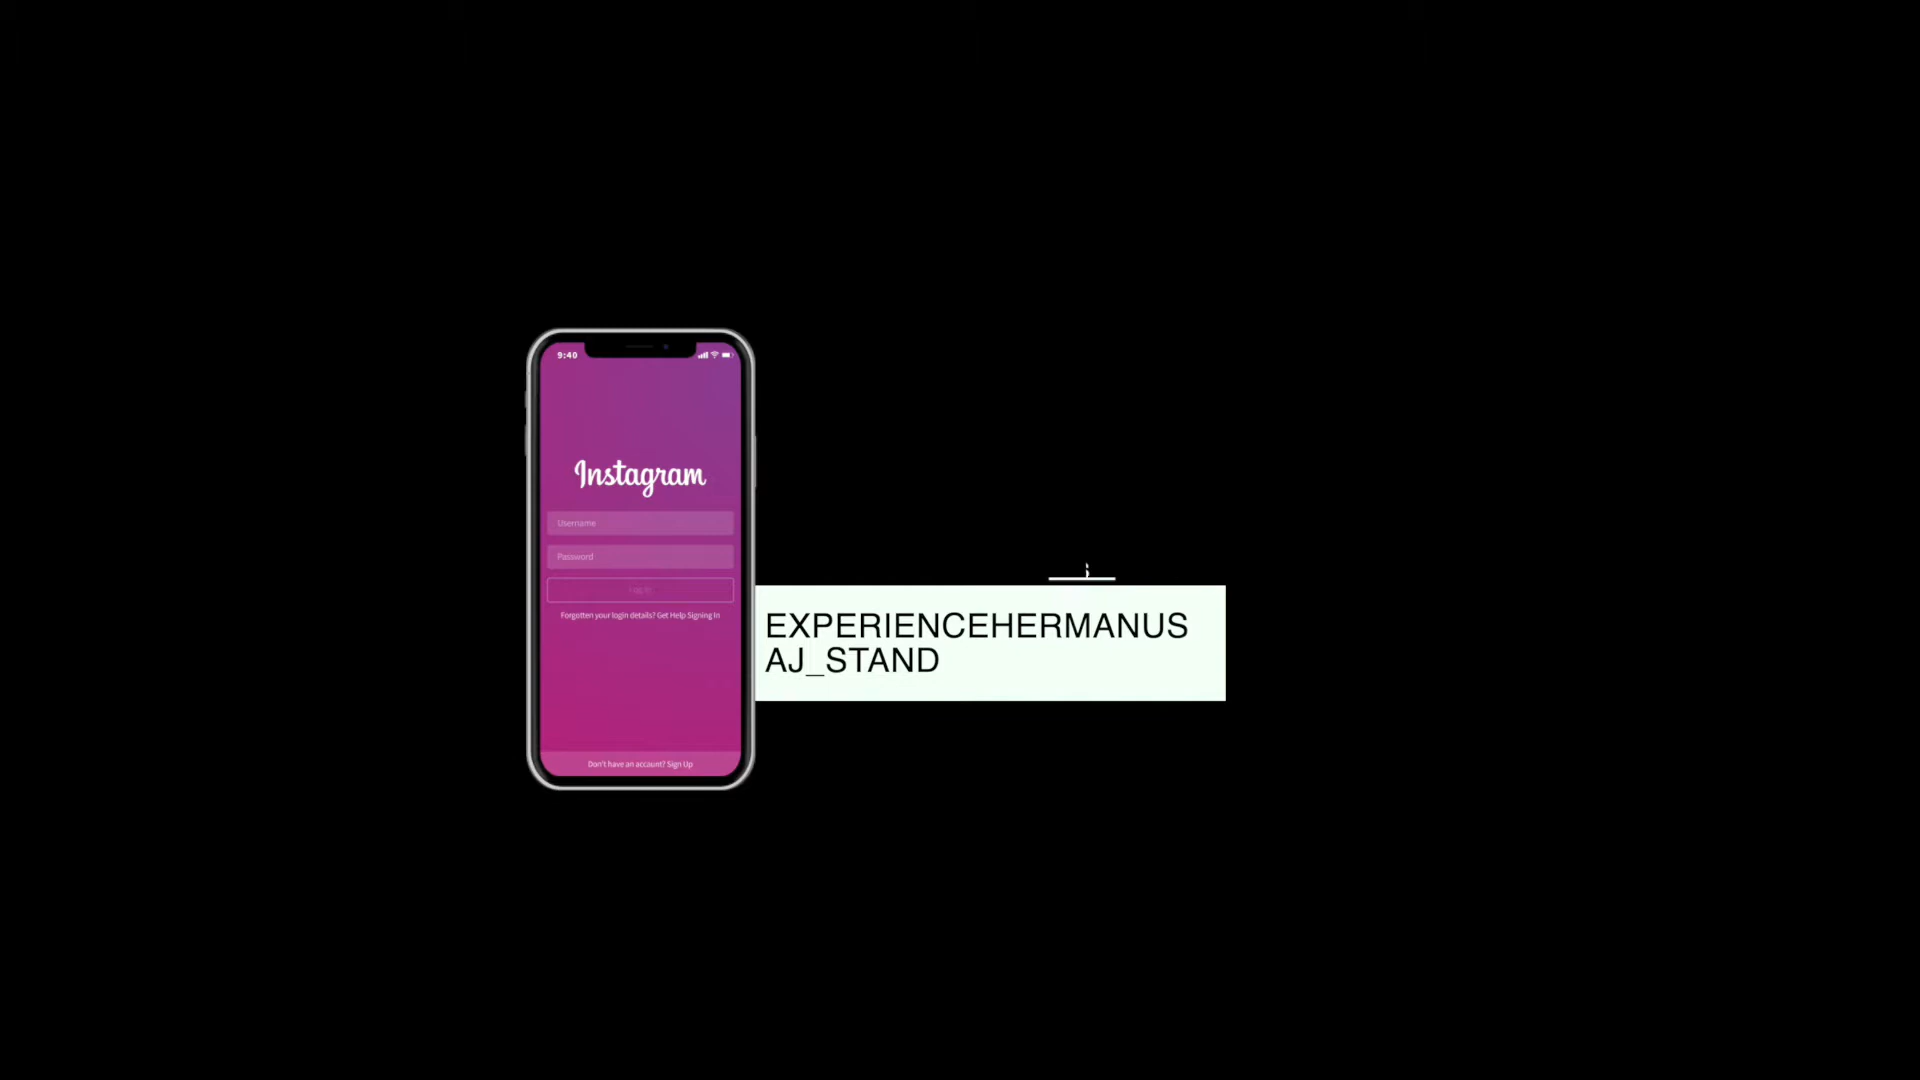 9:40
Instagram
Username
Password
Forgotten your login details? Get Help Signing In
EXPERIENCEHERMANUS
AJ_STAND
Don't have an account? Sign Up